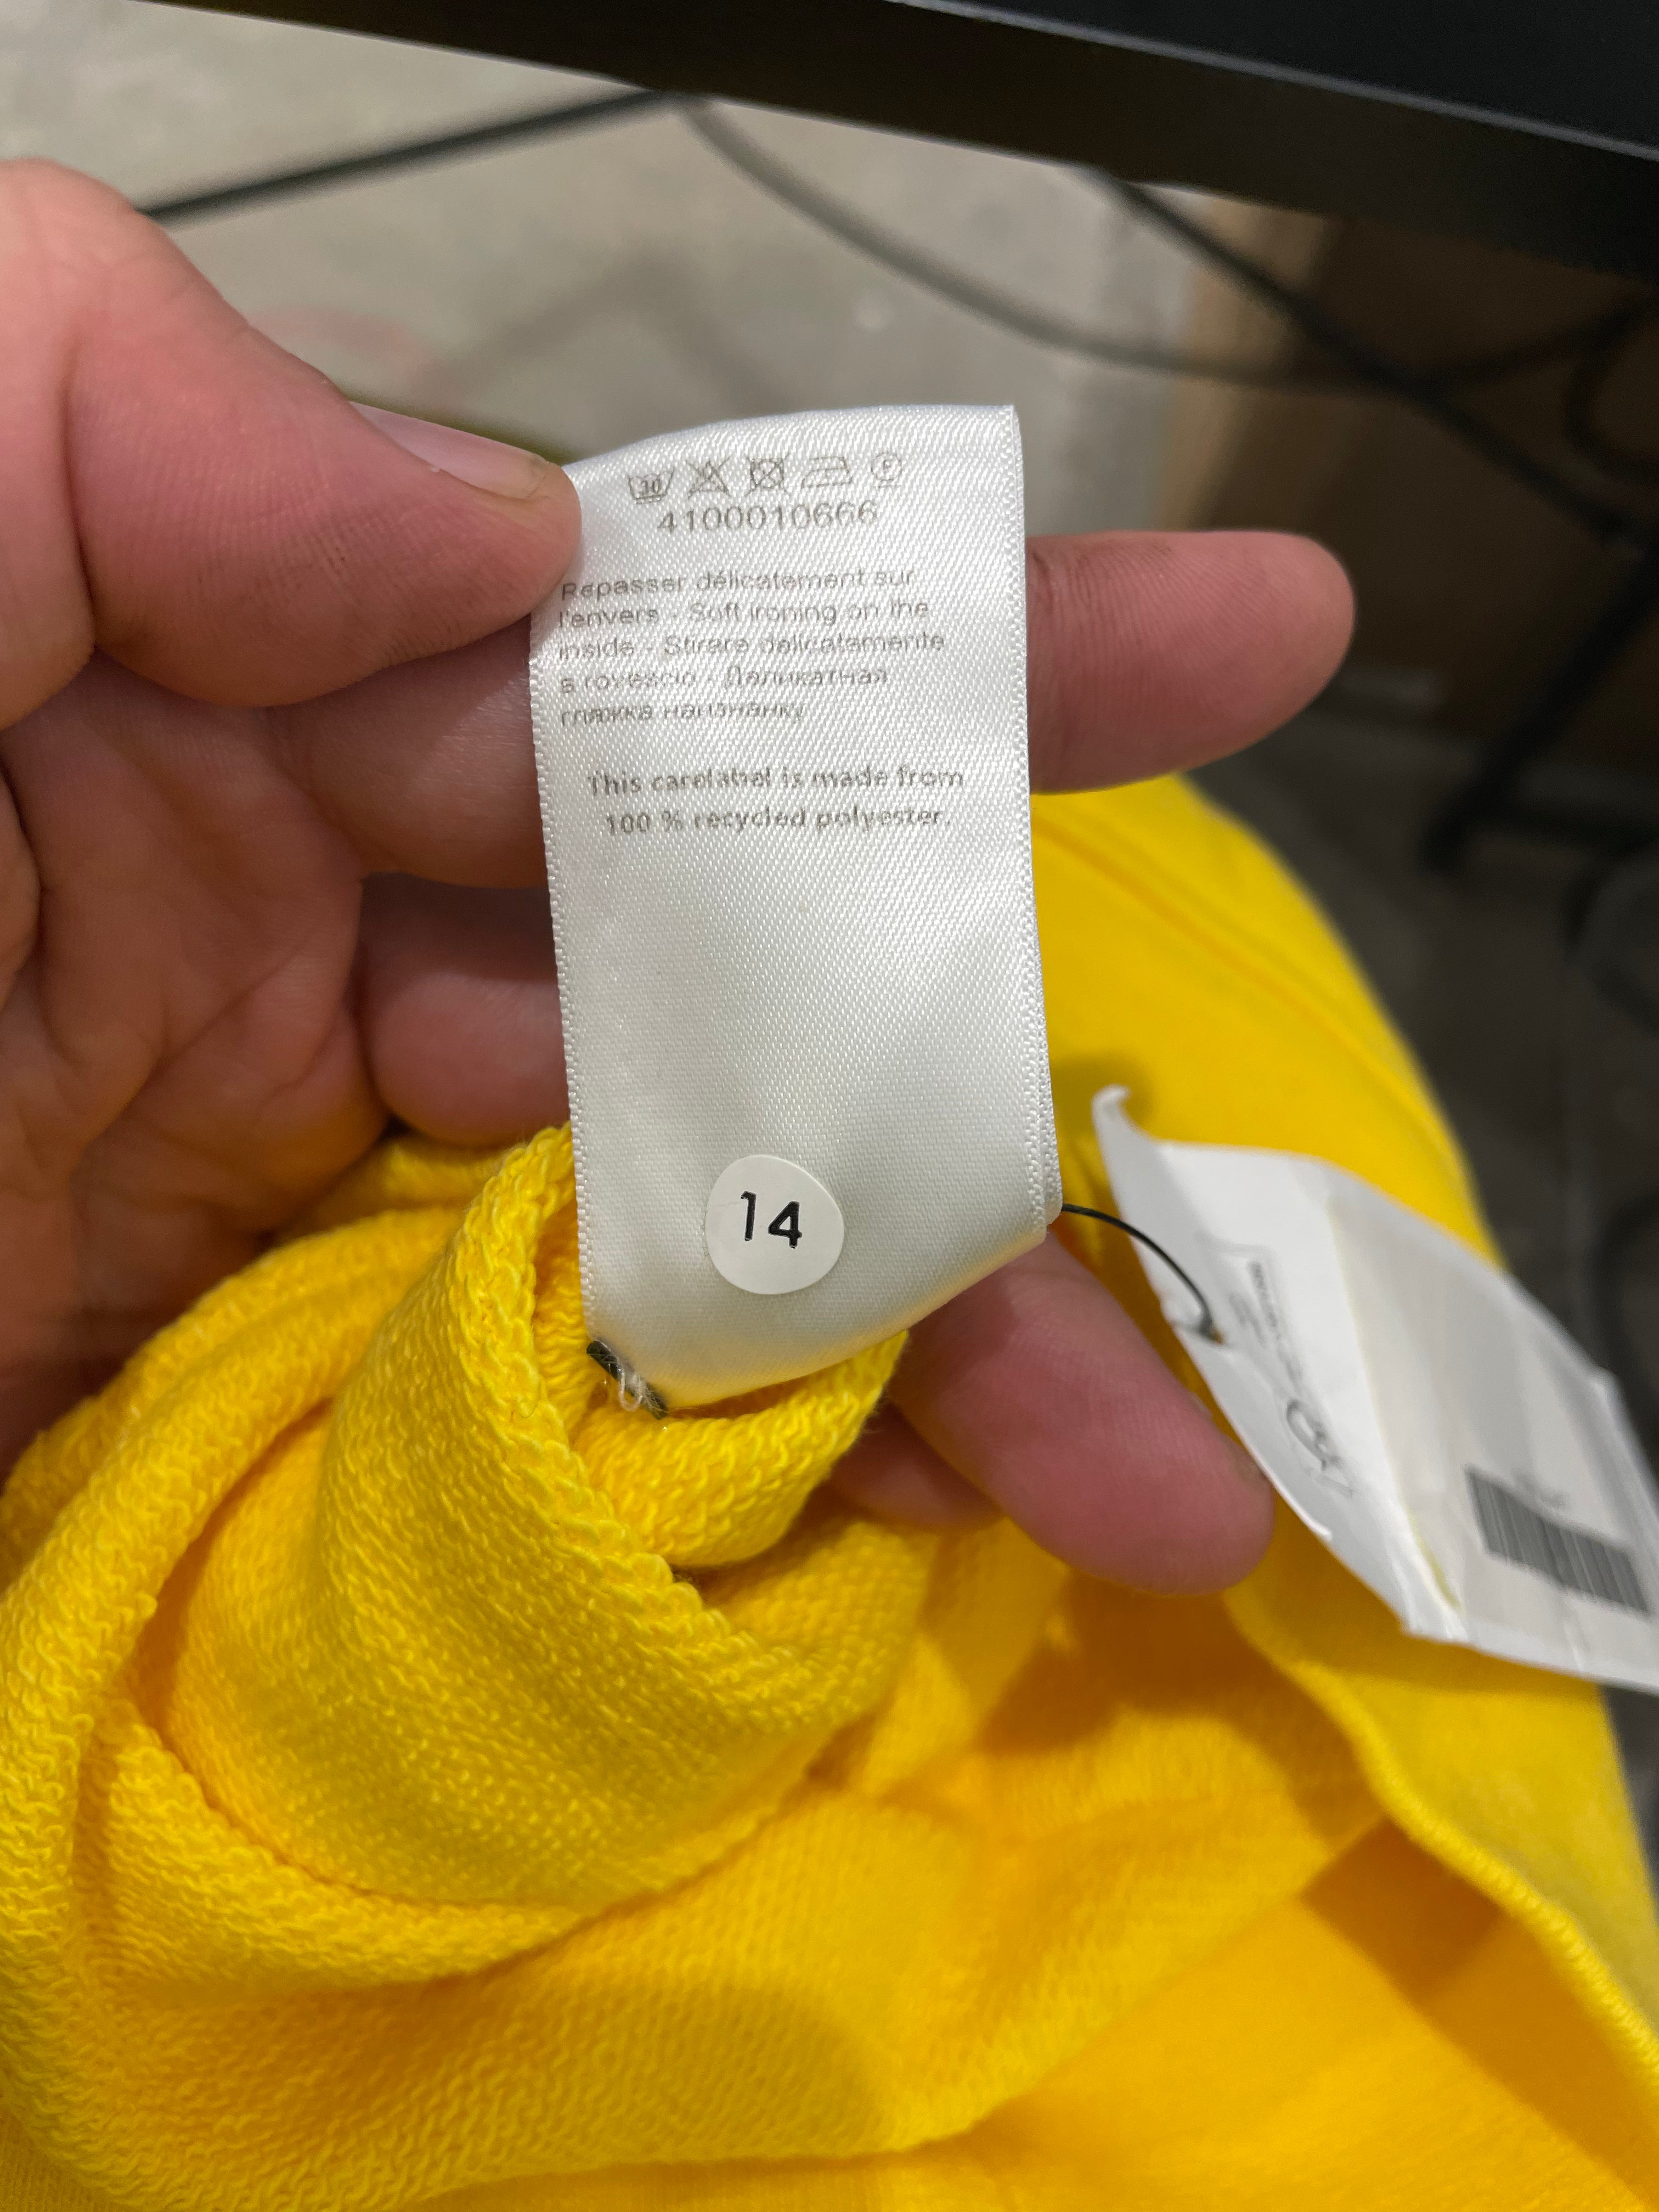 30 P
4100010666
Repasser délicatement sur
l'envers - Soft ironing on the
inside - Stirare delicatamente
a rovescio - Деликатная
глажка наизнанку
This carelabel is made from
100 % recycled polyester.
14